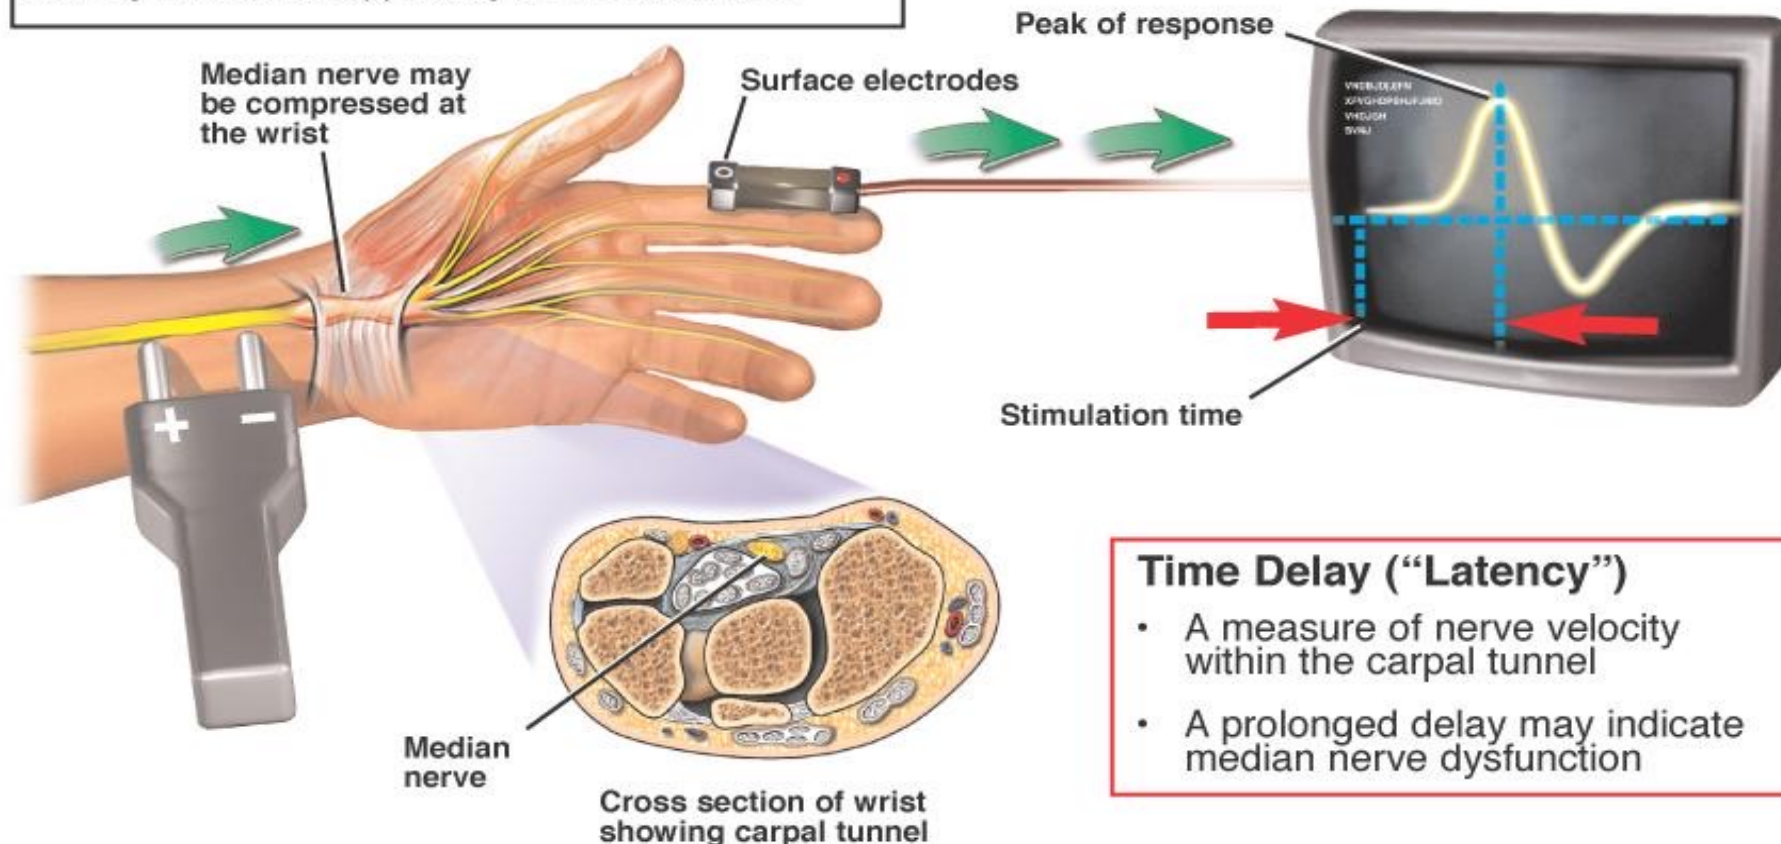 Peak of response
Surface electrodes
Median nerve may
be compressed at
the wrist
+ −
Stimulation time
Median
nerve
Cross section of wrist
showing carpal tunnel
Time Delay (“Latency”)
• A measure of nerve velocity
within the carpal tunnel
• A prolonged delay may indicate
median nerve dysfunction